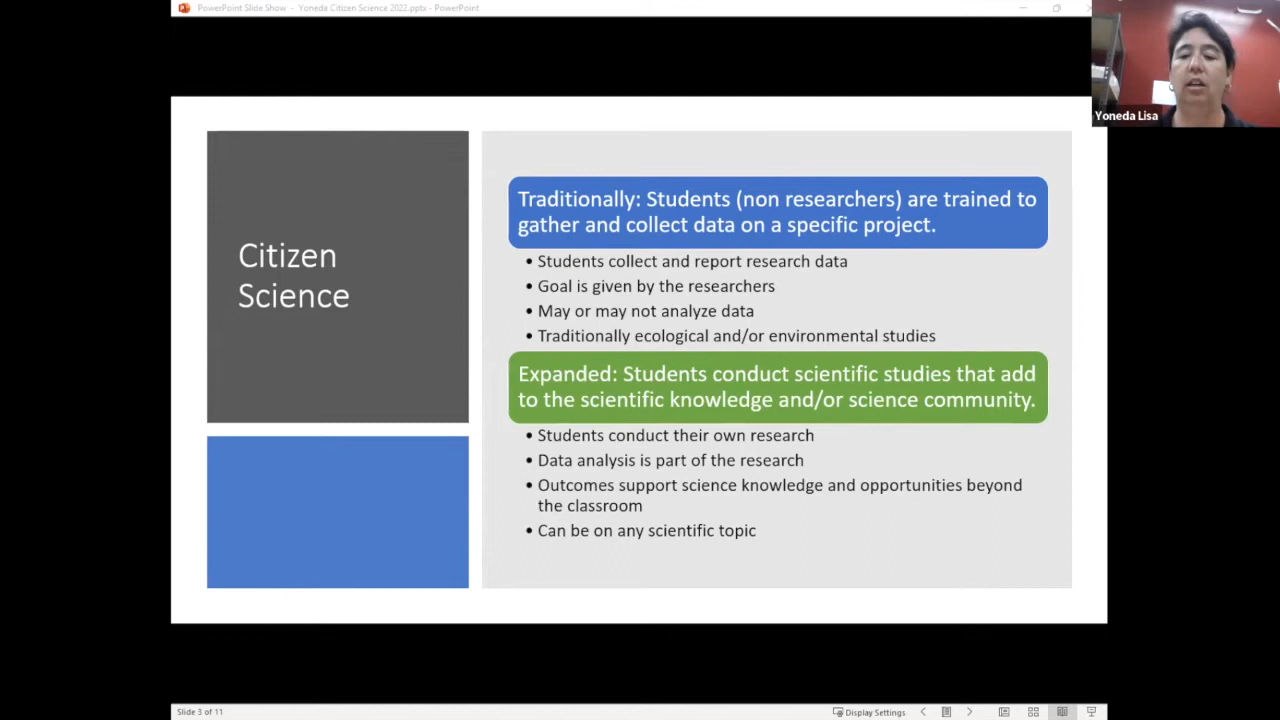 PowerPoint Slide Show - Yoneda Citizen Science 2022.pptx - PowerPoint
Yoneda Lisa
Citizen
Science
Traditionally: Students (non researchers) are trained to
gather and collect data on a specific project.
• Students collect and report research data
• Goal is given by the researchers
• May or may not analyze data
• Traditionally ecological and/or environmental studies
Expanded: Students conduct scientific studies that add
to the scientific knowledge and/or science community.
• Students conduct their own research
• Data analysis is part of the research
• Outcomes support science knowledge and opportunities beyond
the classroom
• Can be on any scientific topic
Slide 3 of 11
Display Settings